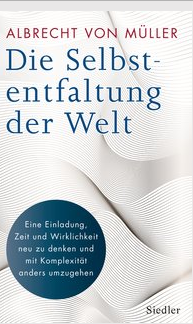 ALBRECHT VON MÜLLER
Die Selbst-
entfaltung
der Welt
Eine Einladung,
Zeit und Wirklichkeit
neu zu denken und
mit Komplexität
anders umzugehen
Siedler